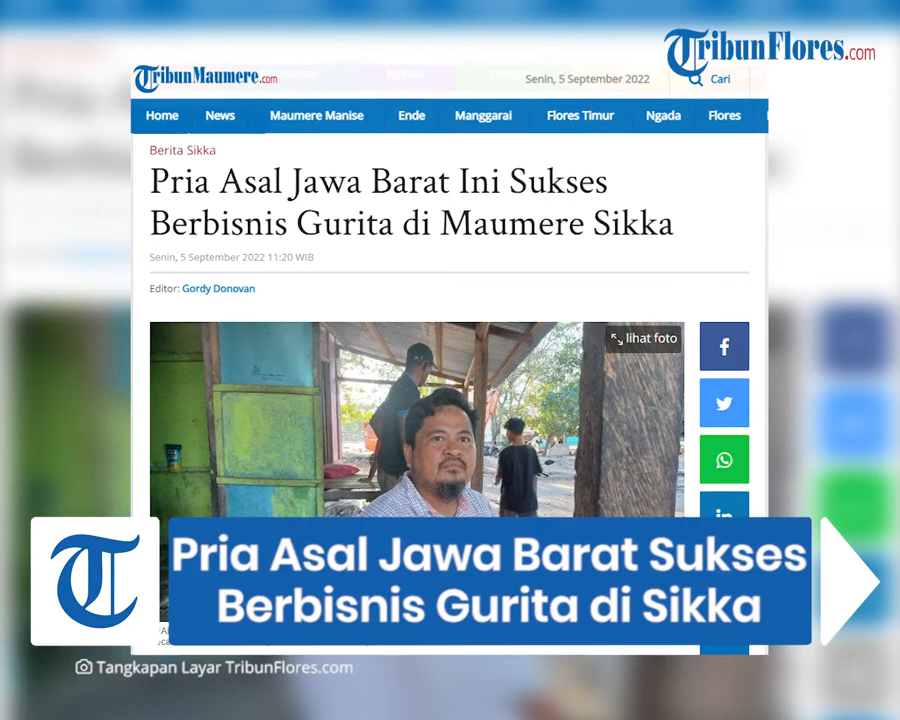 TribunFlores.com
TribunMaumere.com
Senin, 5 September 2022
Cari
Home News Maumere Manise Ende Manggarai Flores Timur Ngada Flores
Berita Sikka
Pria Asal Jawa Barat Ini Sukses
Berbisnis Gurita di Maumere Sikka
Senin, 5 September 2022 11:20 WIB
Editor: Gordy Donovan
lihat foto
f
in
T
Pria Asal Jawa Barat Sukses
Berbisnis Gurita di Sikka
Tangkapan Layar TribunFlores.com